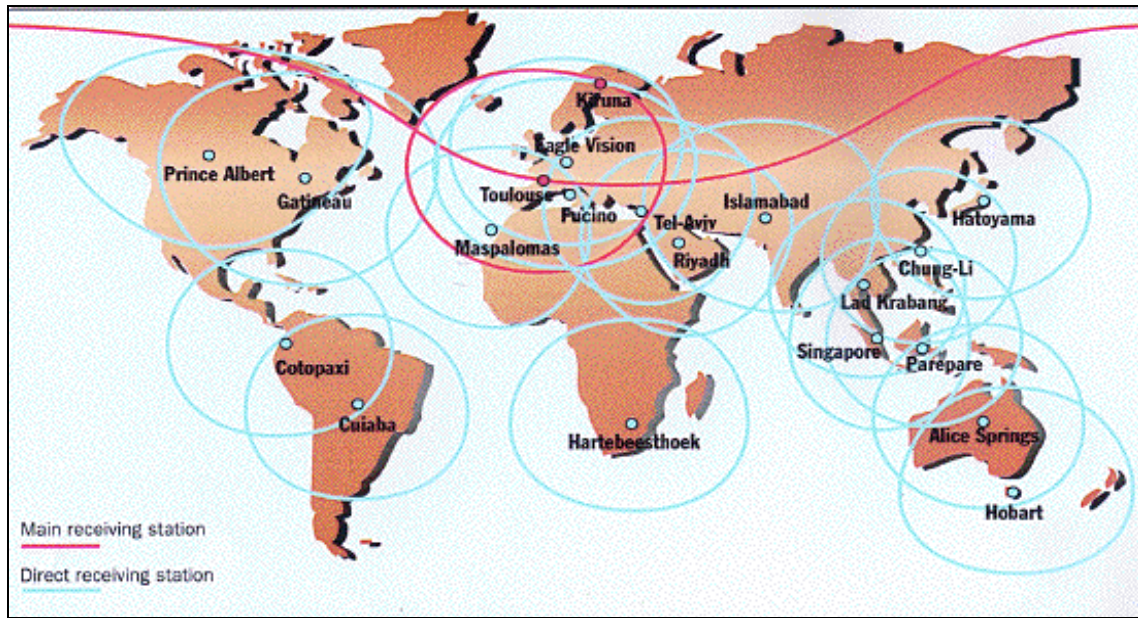 Kiruna
Eagle Vision
Prince Albert
Gatineau
Toulouse
Fucino
Islamabad
Tel-Aviv
Hatoyama
Maspalomas
Riyadh
Chung-Li
Lad Krabang
Singapore
Parepare
Cotopaxi
Cuiaba
Hartebeesthoek
Alice Springs
Hobart
Main receiving station
Direct receiving station